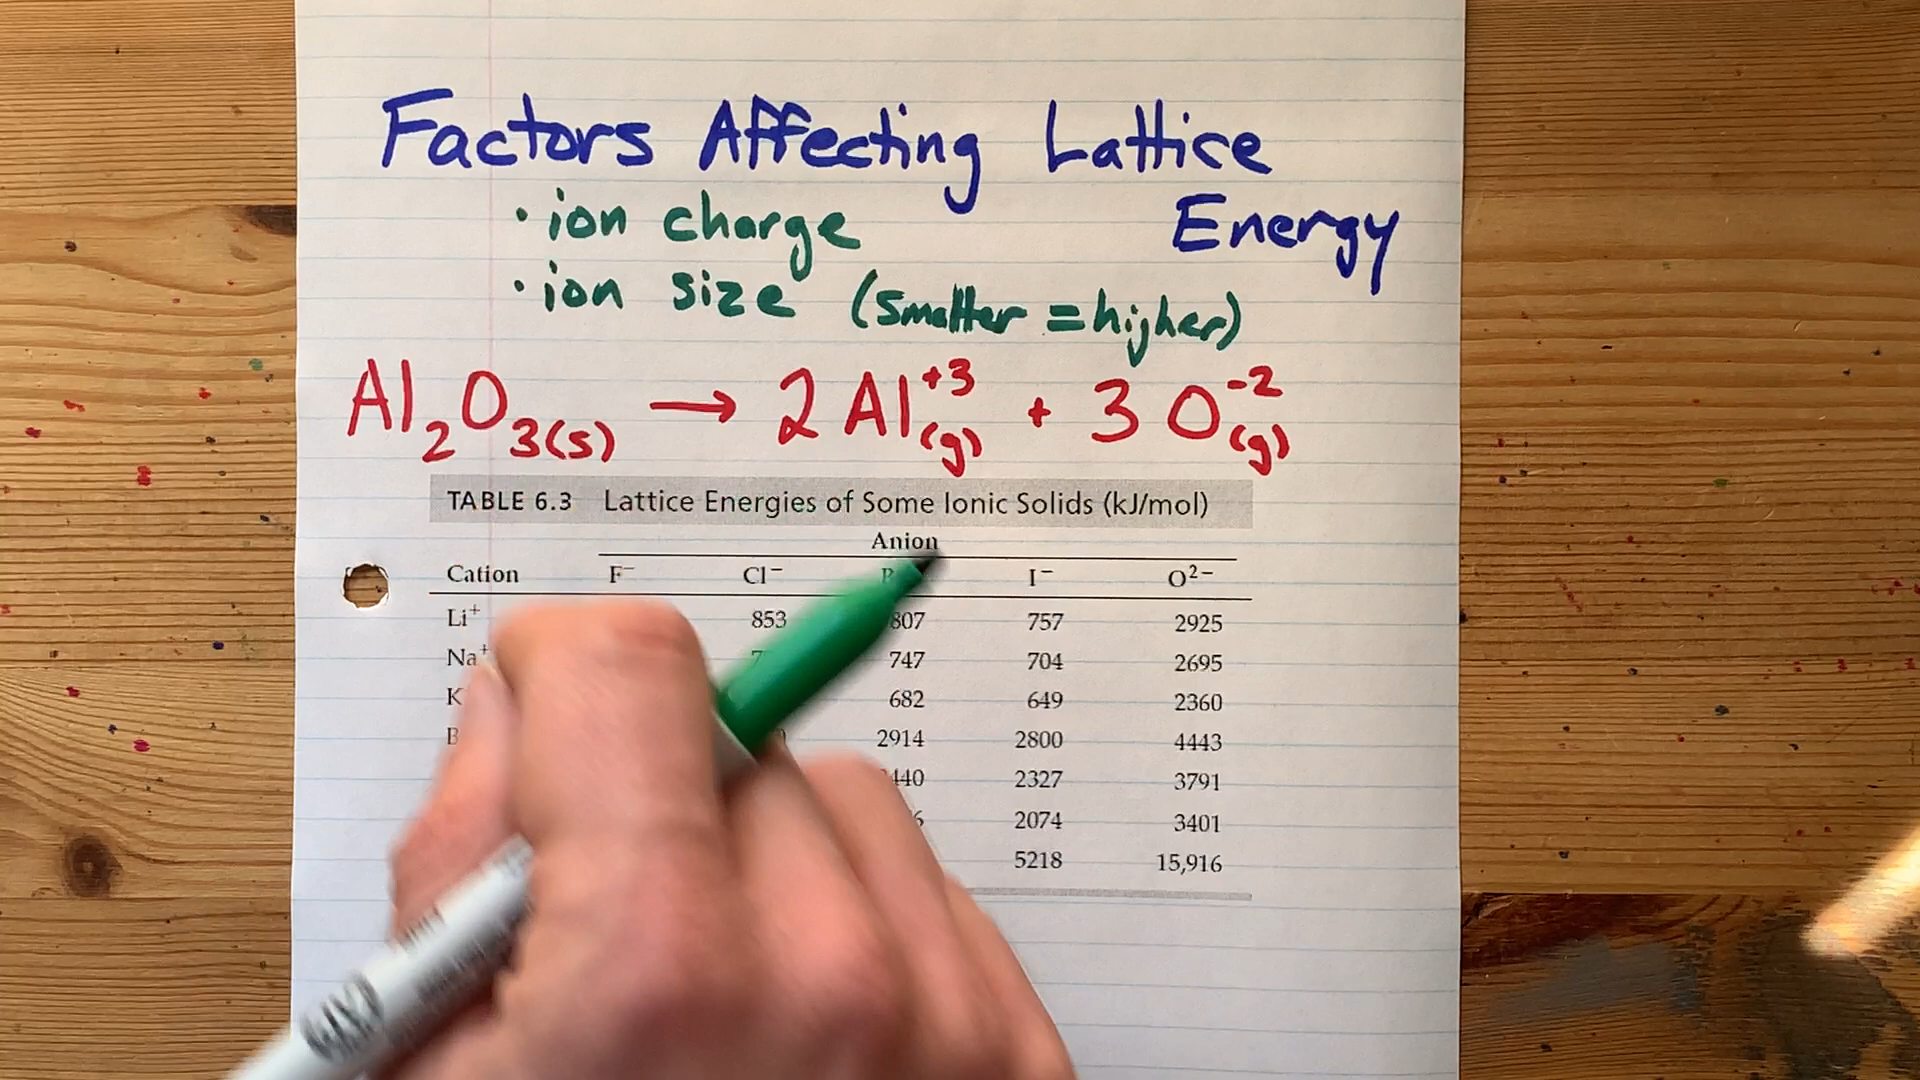 Factors Affecting Lattice
Energy
• ion charge
• ion size (smaller = higher)
Al₂O₃(s) → 2 Al⁺³(g) + 3 O⁻²(g)
TABLE 6.3 Lattice Energies of Some Ionic Solids (kJ/mol)
Anion
Cation F⁻ Cl⁻ I⁻ O²⁻
Li⁺ 853 807 757 2925
Na⁺ 747 704 2695
K 682 649 2360
2914 2800 4443
2327 3791
2074 3401
5218 15,916